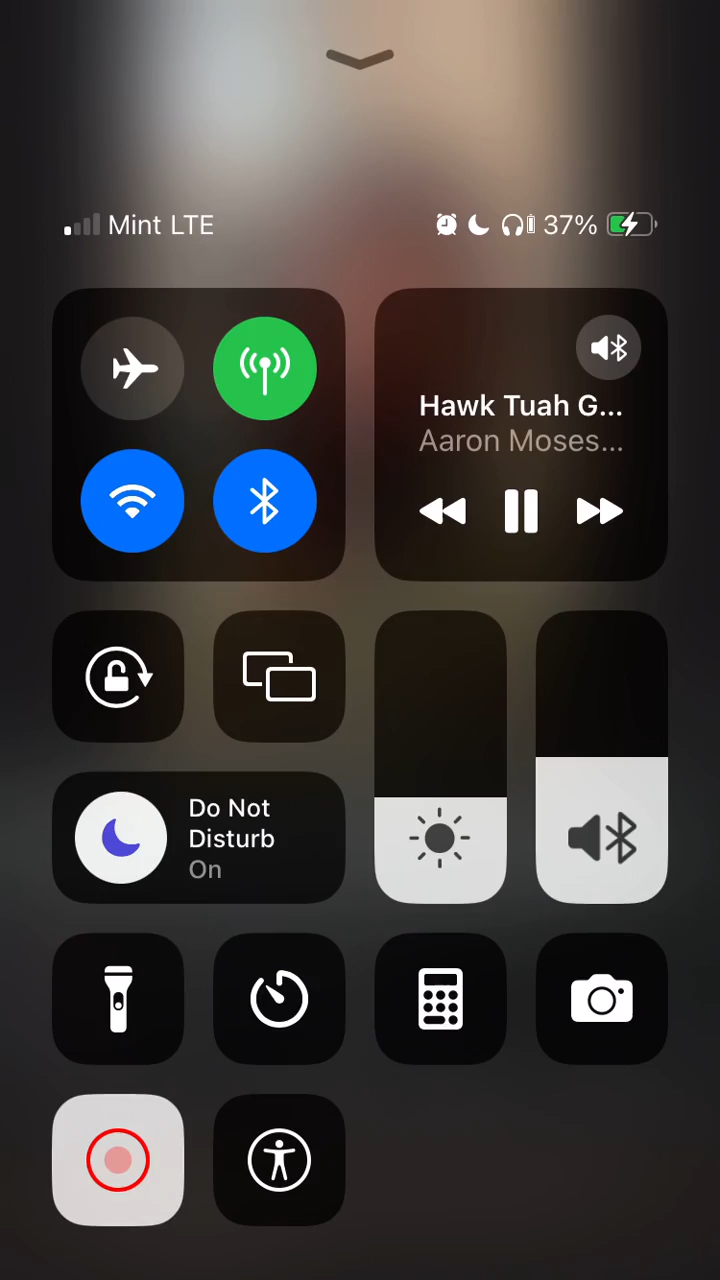 Mint LTE
37%
Hawk Tuah G...
Aaron Moses...
Do Not
Disturb
On